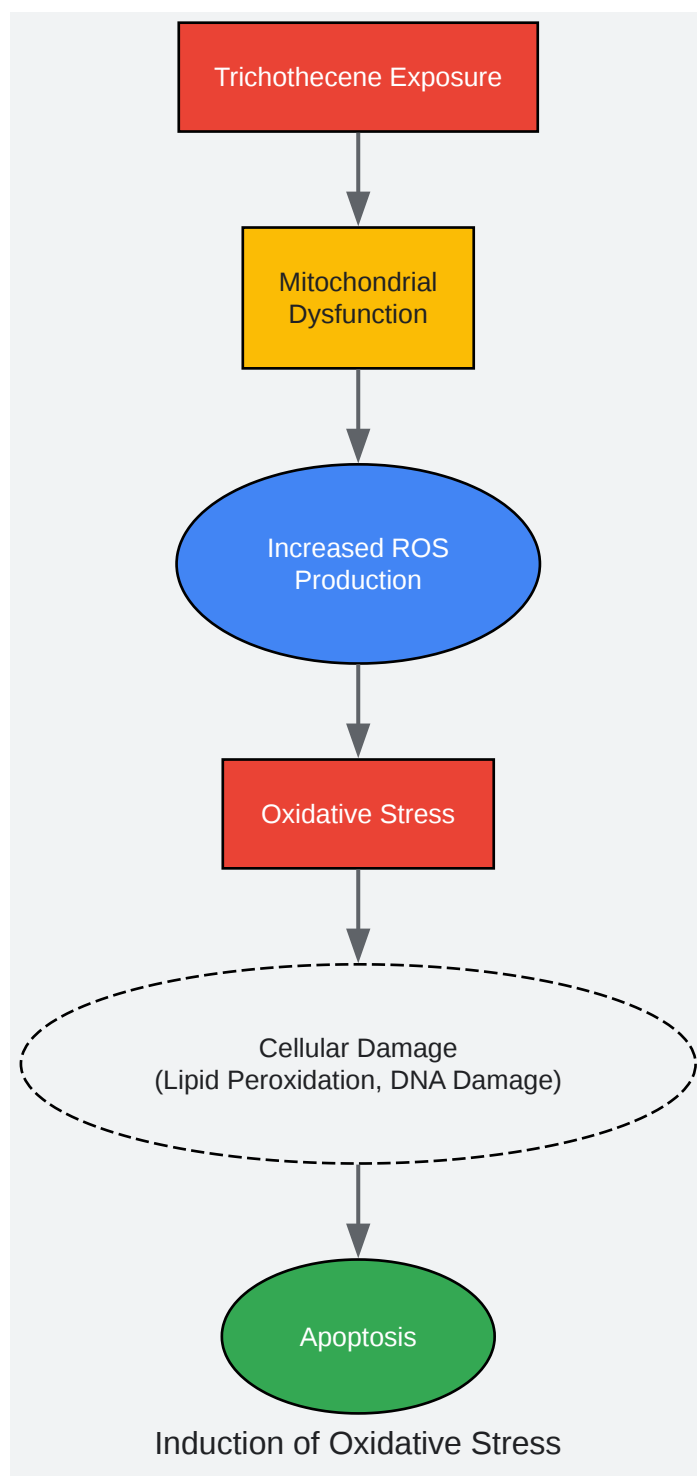 Trichothecene Exposure
Mitochondrial
Dysfunction
Increased ROS
Production
Oxidative Stress
Cellular Damage
(Lipid Peroxidation, DNA Damage)
Apoptosis
Induction of Oxidative Stress